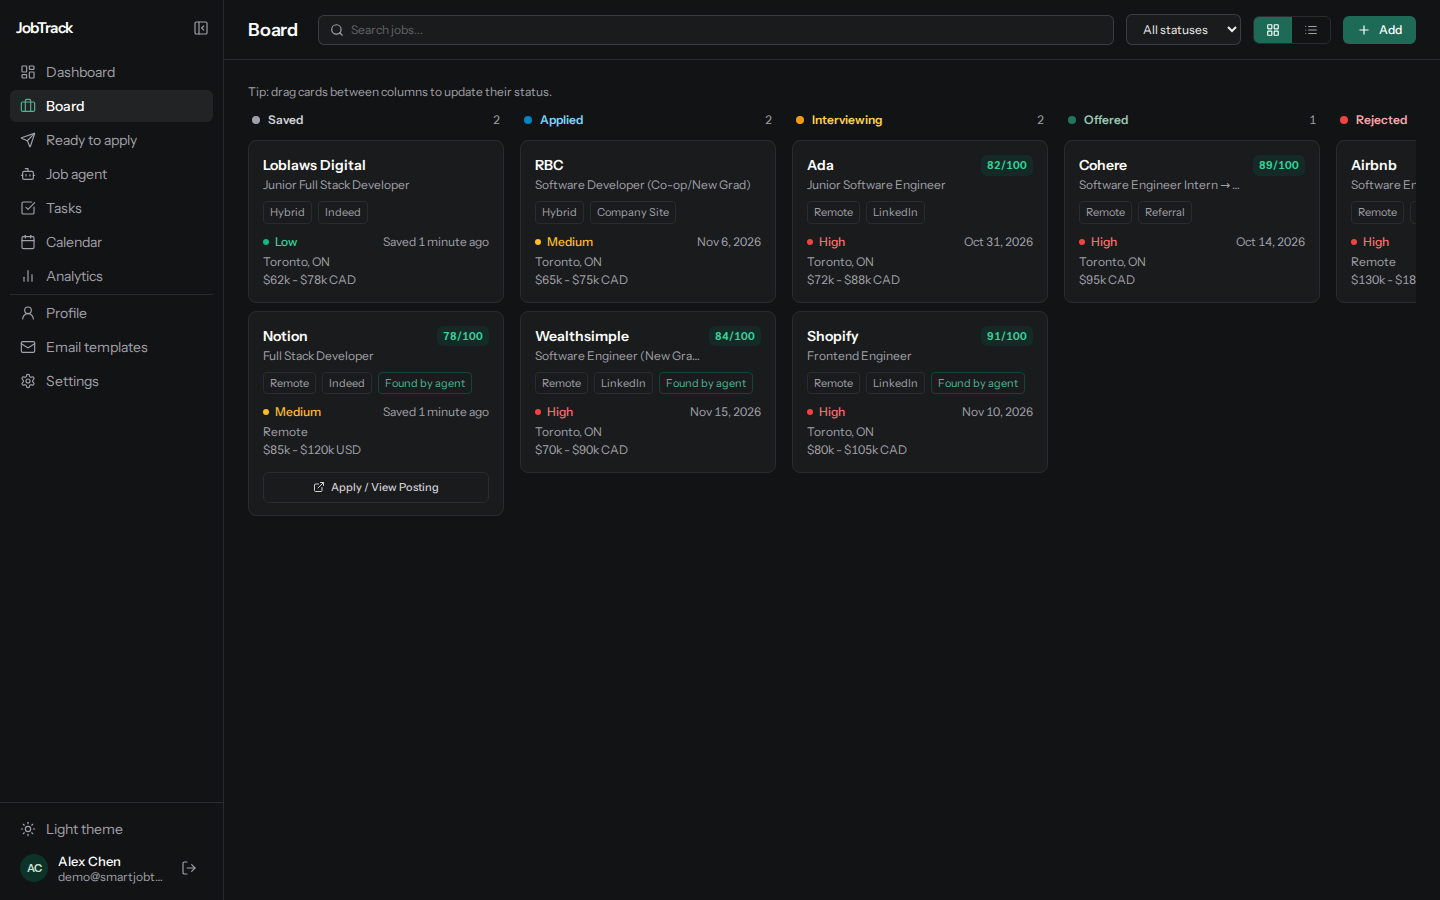 JobTrack
Dashboard
Board
Ready to apply
Job agent
Tasks
Calendar
Analytics
Profile
Email templates
Settings
Light theme
AC
Alex Chen
demo@smartjobt...
Board
Search jobs...
All statuses
Add
Tip: drag cards between columns to update their status.
Saved 2
Loblaws Digital
Junior Full Stack Developer
Hybrid Indeed
Low Saved 1 minute ago
Toronto, ON
$62k - $78k CAD
Notion 78/100
Full Stack Developer
Remote Indeed Found by agent
Medium Saved 1 minute ago
Remote
$85k - $120k USD
Apply / View Posting
Applied 2
RBC
Software Developer (Co-op/New Grad)
Hybrid Company Site
Medium Nov 6, 2026
Toronto, ON
$65k - $75k CAD
Wealthsimple 84/100
Software Engineer (New Gra...
Remote LinkedIn Found by agent
High Nov 15, 2026
Toronto, ON
$70k - $90k CAD
Interviewing 2
Ada 82/100
Junior Software Engineer
Remote LinkedIn
High Oct 31, 2026
Toronto, ON
$72k - $88k CAD
Shopify 91/100
Frontend Engineer
Remote LinkedIn Found by agent
High Nov 10, 2026
Toronto, ON
$80k - $105k CAD
Offered 1
Cohere 89/100
Software Engineer Intern → ...
Remote Referral
High Oct 14, 2026
Toronto, ON
$95k CAD
Rejected
Airbnb
Software En
Remote
High
Remote
$130k - $18